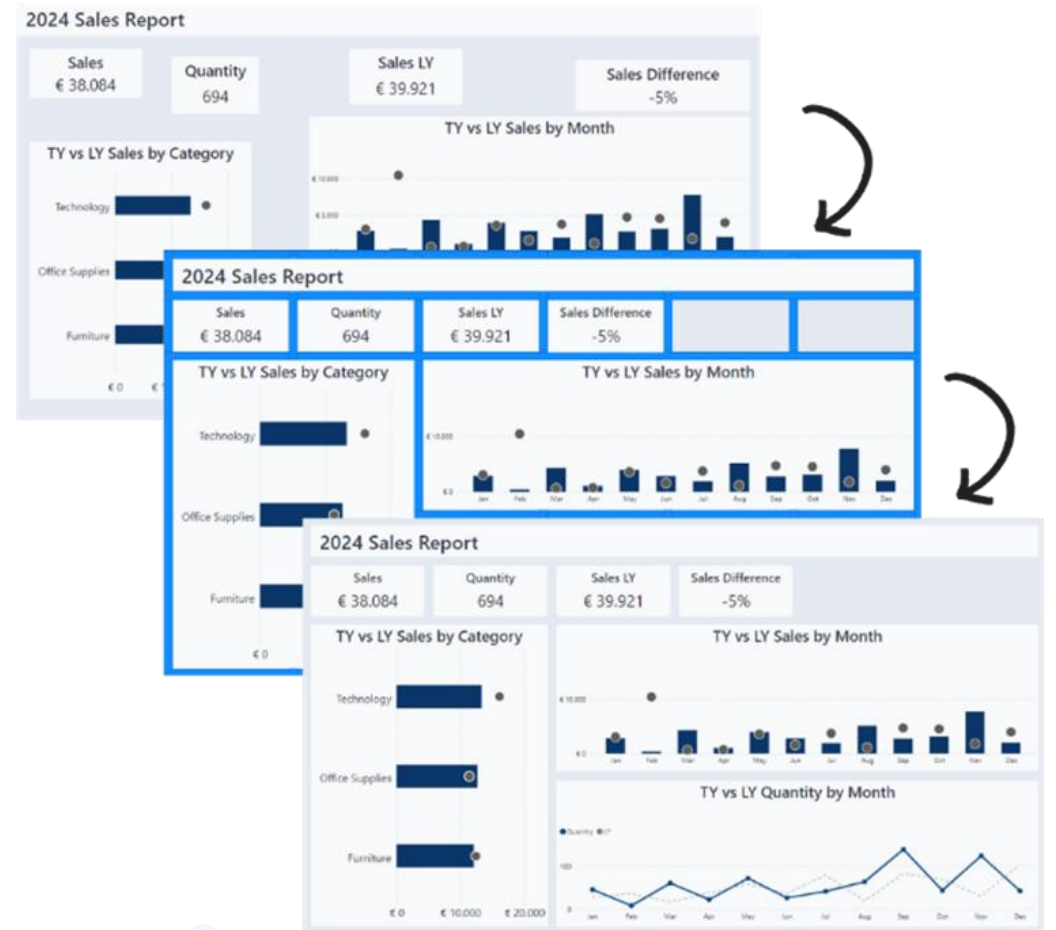 2024 Sales Report
Sales
€ 38.084
Quantity
694
Sales LY
€ 39.921
Sales Difference
-5%
TY vs LY Sales by Category
Technology
Office Supplies
Furniture
€ 0
TY vs LY Sales by Month
€ 10.000
€ 5.000
2024 Sales Report
Sales
€ 38.084
Quantity
694
Sales LY
€ 39.921
Sales Difference
-5%
TY vs LY Sales by Category
Technology
Office Supplies
Furniture
€ 0
TY vs LY Sales by Month
€ 10.000
€ 0
Jan Feb Mar Apr May Jun Jul Aug Sep Oct Nov Dec
2024 Sales Report
Sales
€ 38.084
Quantity
694
Sales LY
€ 39.921
Sales Difference
-5%
TY vs LY Sales by Category
Technology
Office Supplies
Furniture
€ 0 € 10.000 € 20.000
TY vs LY Sales by Month
€ 10.000
€ 0
Jan Feb Mar Apr May Jun Jul Aug Sep Oct Nov Dec
TY vs LY Quantity by Month
Quantity LY
100
0
Jan Feb Mar Apr May Jun Jul Aug Sep Oct Nov Dec